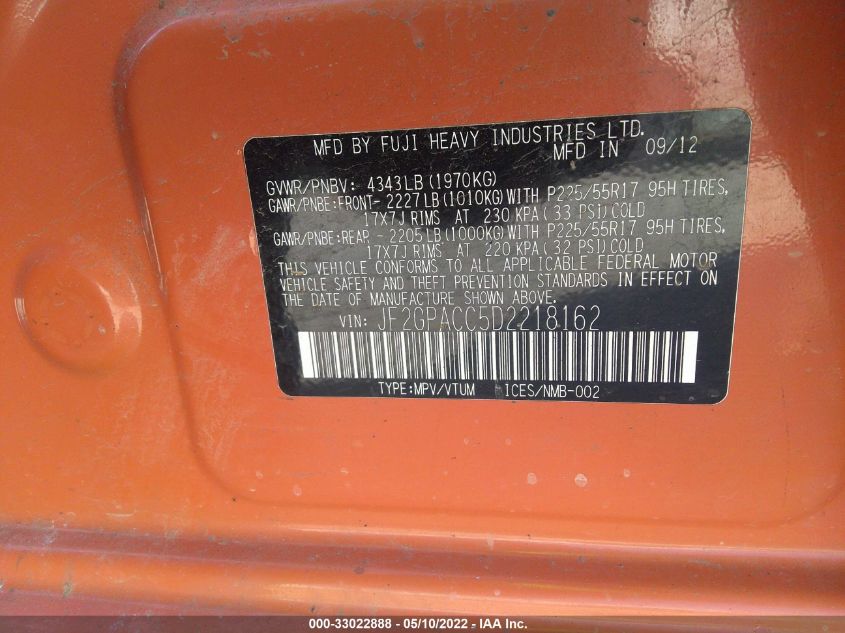 MFD BY FUJI HEAVY INDUSTRIES LTD.
MFD IN 09/12
GVWR/PNBV: 4343LB(1970KG)
GAWR/PNBE:FRONT- 2227LB(1010KG)WITH P225/55R17 95H TIRES,
17X7J RIMS AT 230 KPA( 33 PSI)COLD
GAWR/PNBE:REAR - 2205LB(1000KG)WITH P225/55R17 95H TIRES,
17X7J RIMS AT 220 KPA( 32 PSI)COLD
THIS VEHICLE CONFORMS TO ALL APPLICABLE FEDERAL MOTOR
VEHICLE SAFETY AND THEFT PREVENTION STANDARDS IN EFFECT ON
THE DATE OF MANUFACTURE SHOWN ABOVE.
VIN: JF2GPACC5D2218162
TYPE:MPV/VTUM ICES/NMB-002
000-33022888 - 05/10/2022 - IAA Inc.